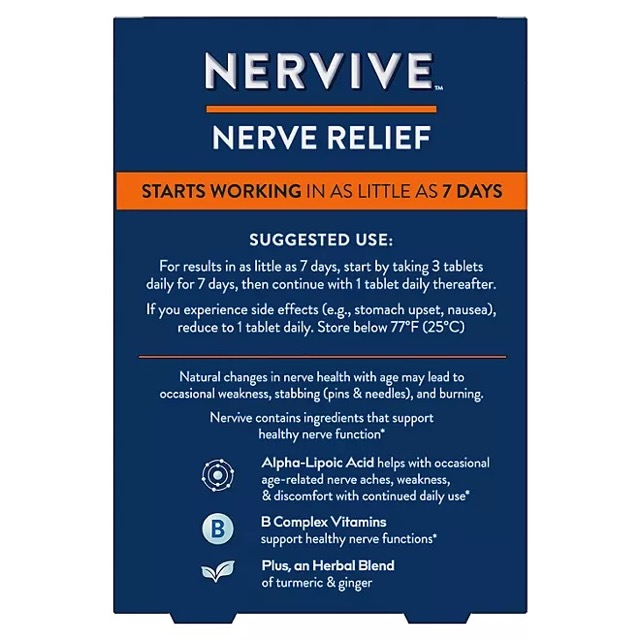 NERVIVE™
NERVE RELIEF
STARTS WORKING IN AS LITTLE AS 7 DAYS
SUGGESTED USE:
For results in as little as 7 days, start by taking 3 tablets
daily for 7 days, then continue with 1 tablet daily thereafter.
If you experience side effects (e.g., stomach upset, nausea),
reduce to 1 tablet daily. Store below 77°F (25°C)
Natural changes in nerve health with age may lead to
occasional weakness, stabbing (pins & needles), and burning.
Nervive contains ingredients that support
healthy nerve function*
Alpha-Lipoic Acid helps with occasional
age-related nerve aches, weakness,
& discomfort with continued daily use*
B
B Complex Vitamins
support healthy nerve functions*
Plus, an Herbal Blend
of turmeric & ginger